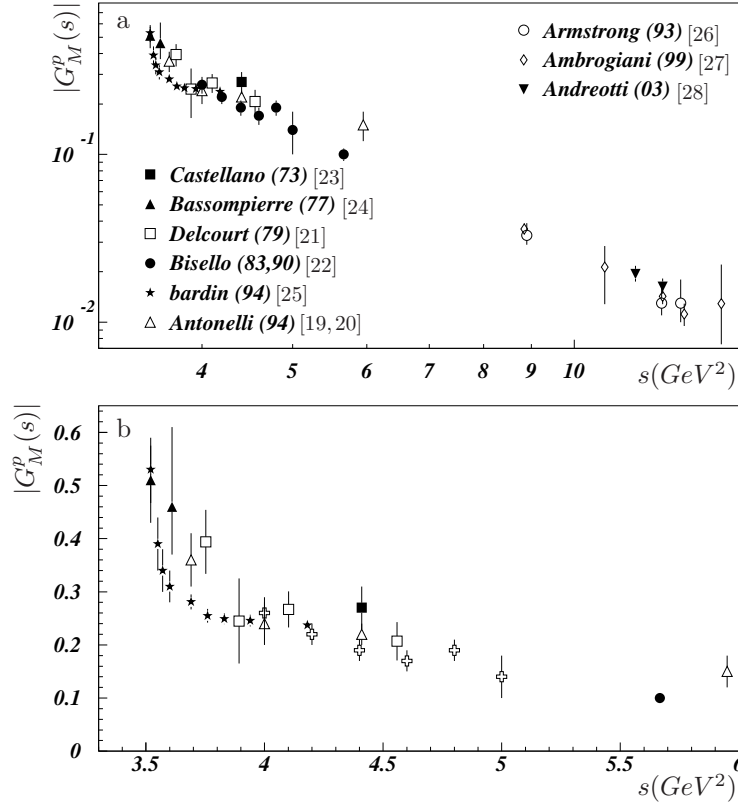 a
|G^p_M(s)|
10^-1
10^-2
Armstrong (93) [26]
Ambrogiani (99) [27]
Andreotti (03) [28]
Castellano (73) [23]
Bassompierre (77) [24]
Delcourt (79) [21]
Bisello (83,90) [22]
bardin (94) [25]
Antonelli (94) [19, 20]
4 5 6 7 8 9 10
s(GeV^2)
b
|G^p_M(s)|
0.6
0.5
0.4
0.3
0.2
0.1
0
3.5 4 4.5 5 5.5 6
s(GeV^2)